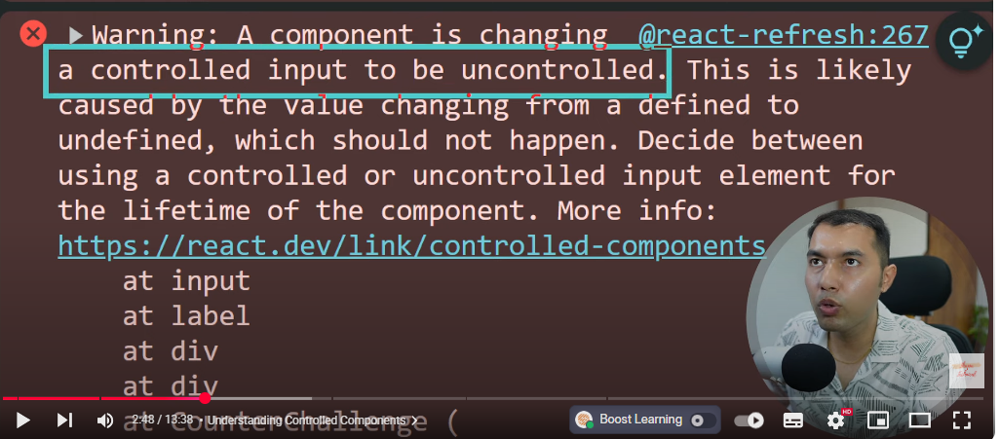 Warning: A component is changing @react-refresh:267
a controlled input to be uncontrolled. This is likely
caused by the value changing from a defined to
undefined, which should not happen. Decide between
using a controlled or uncontrolled input element for
the lifetime of the component. More info:
https://react.dev/link/controlled-components
at input
at label
at div
at div
at CounterChallenge (
2:48 / 13:38 • Understanding Controlled Components >
Boost Learning
HD